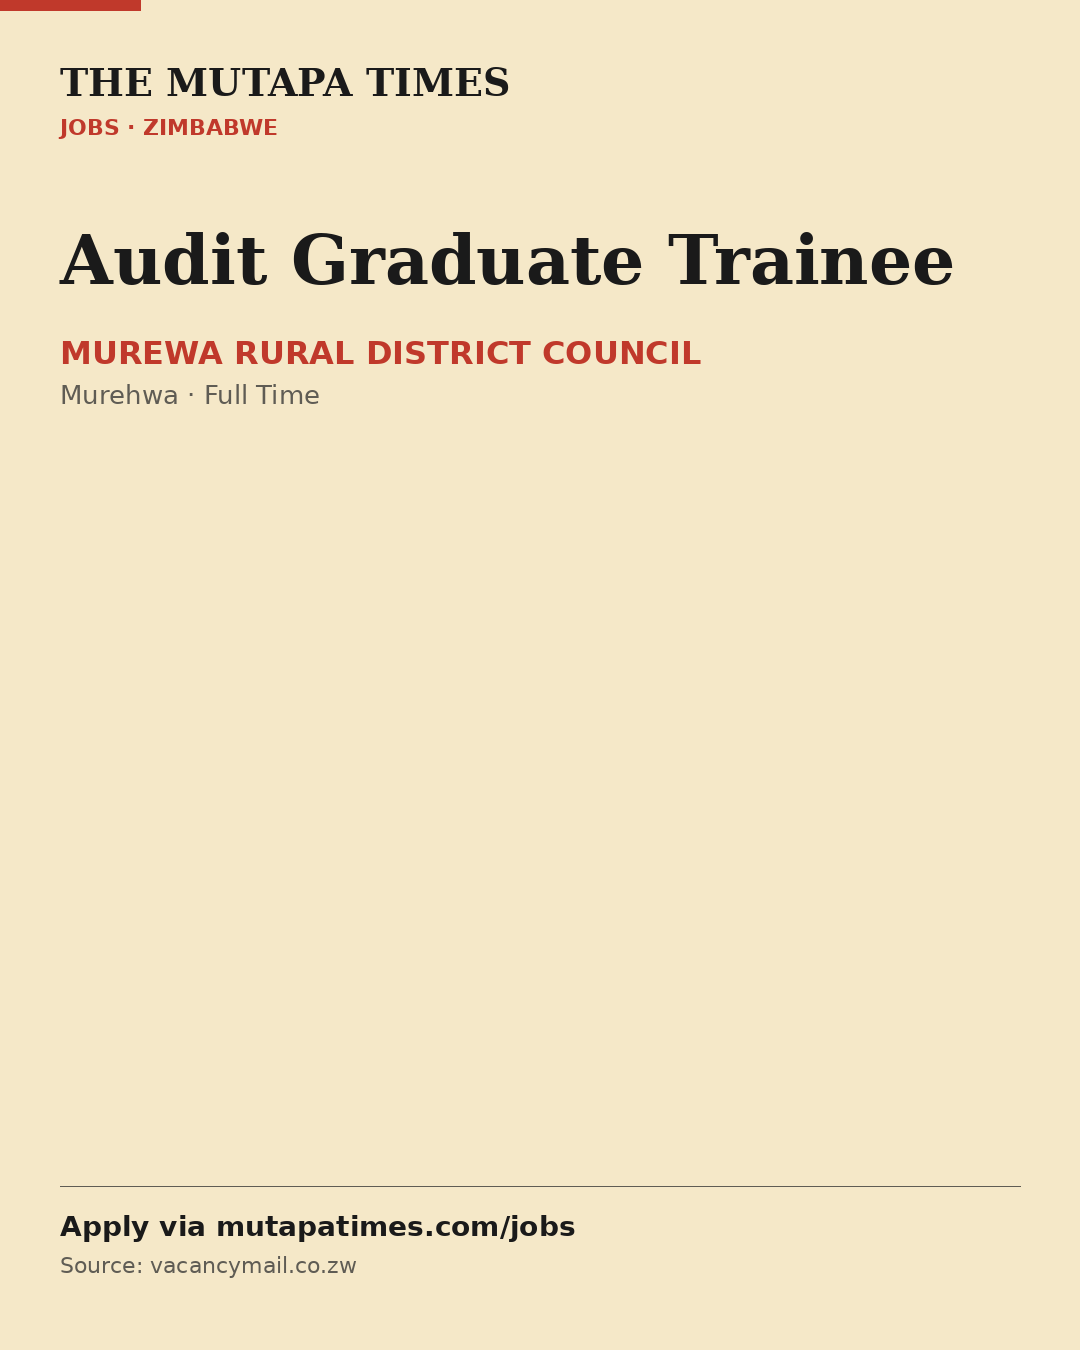 THE MUTAPA TIMES
JOBS · ZIMBABWE
Audit Graduate Trainee
MUREWA RURAL DISTRICT COUNCIL
Murehwa · Full Time
Apply via mutapatimes.com/jobs
Source: vacancymail.co.zw